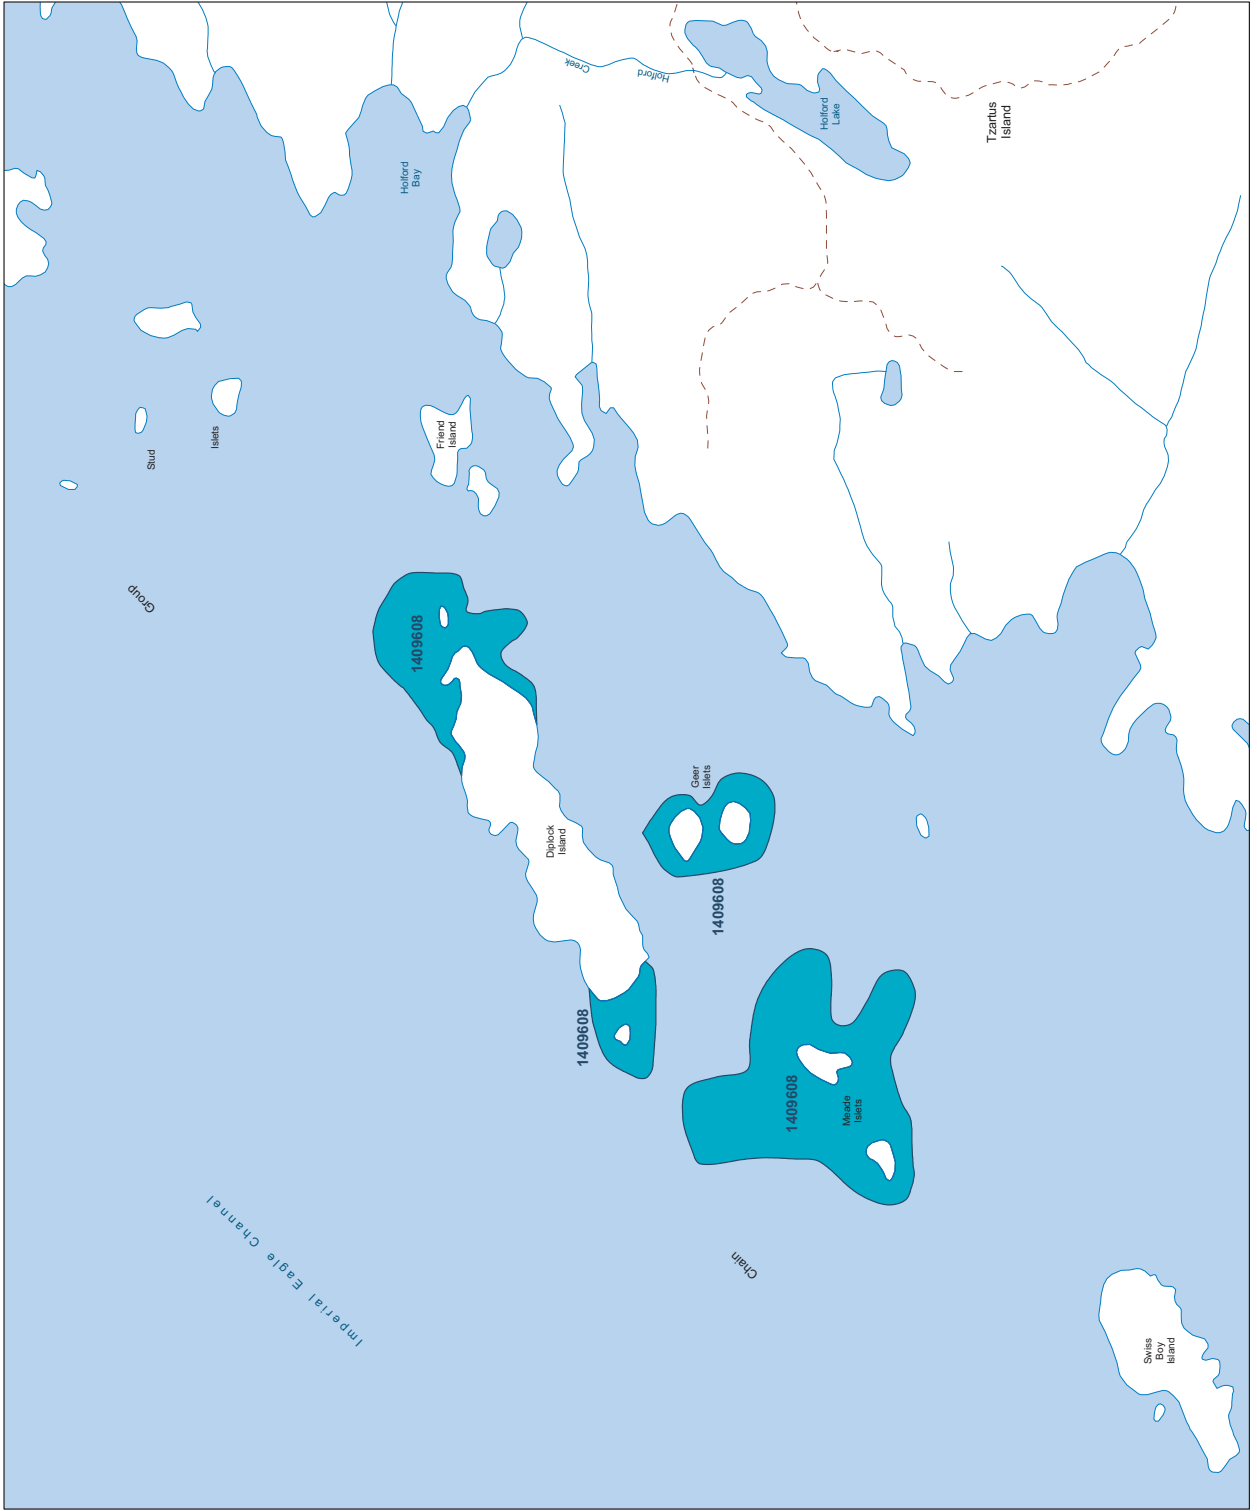 Creek
Holford
Holford
Lake
Tzartus
Island
Holford
Bay
Friend
Island
Islets
Stud
Group
1409608
Geer
Islets
Diplock
Island
1409608
1409608
1409608
Meade
Islets
Imperial Eagle Channel
Chain
Swiss
Boy
Island